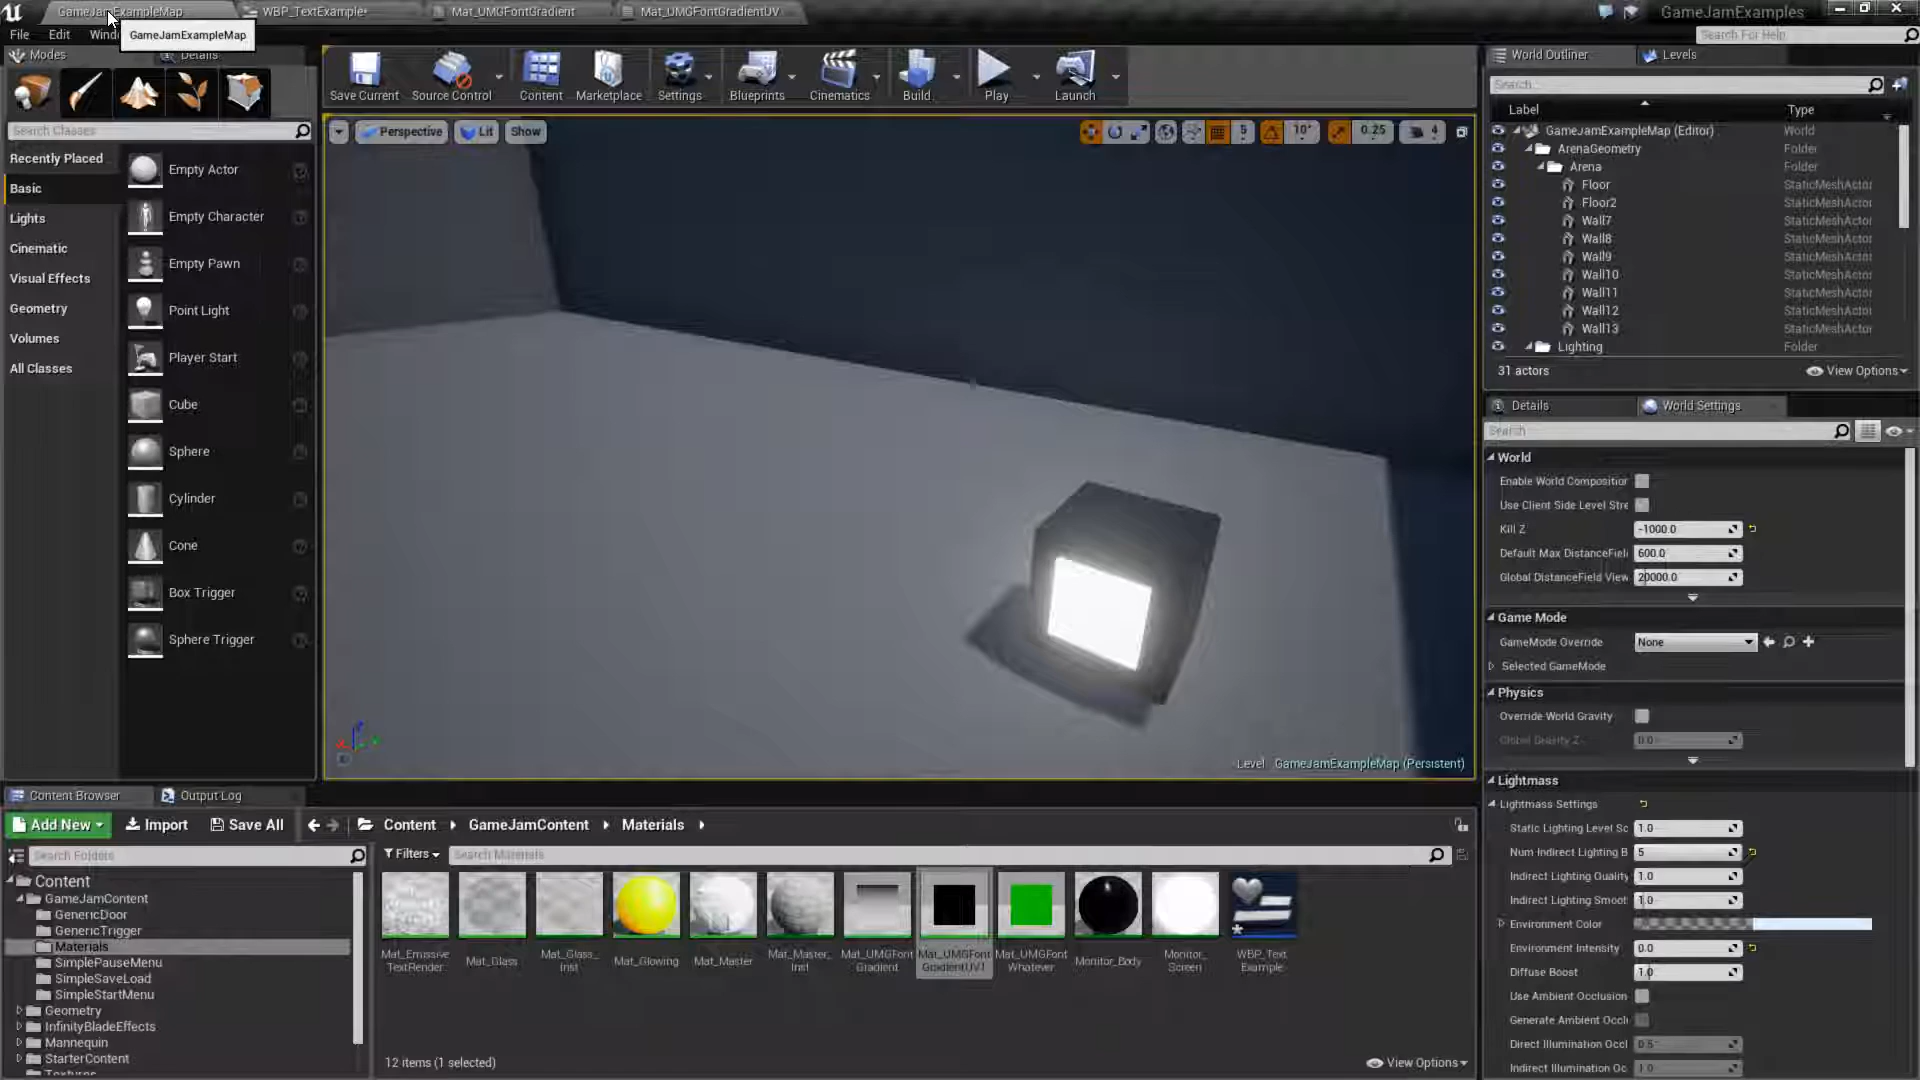 GameJamExampleMap
WBP_TextExample*
Mat_UMGFontGradient
Mat_UMGFontGradientUV
GameJamExamples
File
Edit
GameJamExampleMap
Search For Help
Modes
Details
Search Classes
Recently Placed
Basic
Lights
Cinematic
Visual Effects
Geometry
Volumes
All Classes
Empty Actor
Empty Character
Empty Pawn
Point Light
Player Start
Cube
Sphere
Cylinder
Cone
Box Trigger
Sphere Trigger
Save Current
Source Control
Content
Marketplace
Settings
Blueprints
Cinematics
Build
Play
Launch
Perspective
Lit
Show
5
10°
0.25
4
Level
GameJamExampleMap (Persistent)
World Outliner
Levels
Search...
Label
Type
GameJamExampleMap (Editor)
World
ArenaGeometry
Folder
Arena
Folder
Floor
StaticMeshActor
Floor2
StaticMeshActor
Wall7
StaticMeshActor
Wall8
StaticMeshActor
Wall9
StaticMeshActor
Wall10
StaticMeshActor
Wall11
StaticMeshActor
Wall12
StaticMeshActor
Wall13
StaticMeshActor
Lighting
Folder
31 actors
View Options
Details
World Settings
Search
World
Enable World Composition
Use Client Side Level Stre
Kill Z
-1000.0
Default Max DistanceField
600.0
Global DistanceField View
20000.0
Game Mode
GameMode Override
None
Selected GameMode
Physics
Override World Gravity
Global Gravity Z
0.0
Lightmass
Lightmass Settings
Static Lighting Level Sc
1.0
Num Indirect Lighting B
5
Indirect Lighting Quality
1.0
Indirect Lighting Smoot
1.0
Environment Color
Environment Intensity
0.0
Diffuse Boost
1.0
Use Ambient Occlusion
Generate Ambient Occl
Direct Illumination Occl
0.5
Indirect Illumination Oc
1.0
Content Browser
Output Log
Add New
Import
Save All
Content
GameJamContent
Materials
Search Folders
Filters
Search Materials
Content
GameJamContent
GenericDoor
GenericTrigger
Materials
SimplePauseMenu
SimpleSaveLoad
SimpleStartMenu
Geometry
InfinityBladeEffects
Mannequin
StarterContent
Textures
Mat_Emissive
TextRender
Mat_Glass
Mat_Glass_
Inst
Mat_Glowing
Mat_Master
Mat_Master_
Inst
Mat_UMGFont
Gradient
Mat_UMGFont
GradientUV
Mat_UMGFont
Whatever
Monitor_Body
Monitor_
Screen
WBP_Text
Example
12 items (1 selected)
View Options